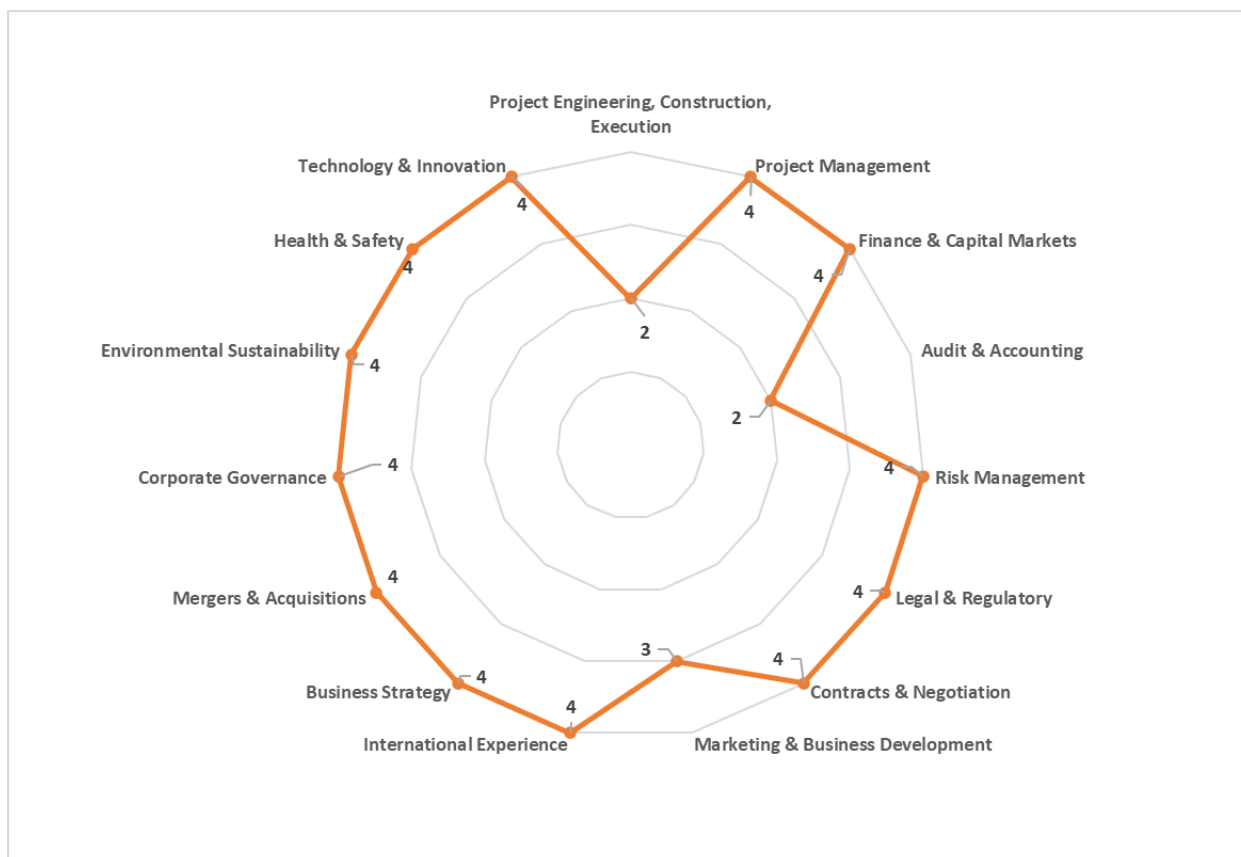 Project Engineering, Construction,
Execution
Technology & Innovation
Project Management
4
4
Health & Safety
Finance & Capital Markets
4
4
2
Environmental Sustainability
Audit & Accounting
4
2
Corporate Governance
4
4
Risk Management
Mergers & Acquisitions
4
4
Legal & Regulatory
3
4
Business Strategy
4
Contracts & Negotiation
4
International Experience
Marketing & Business Development